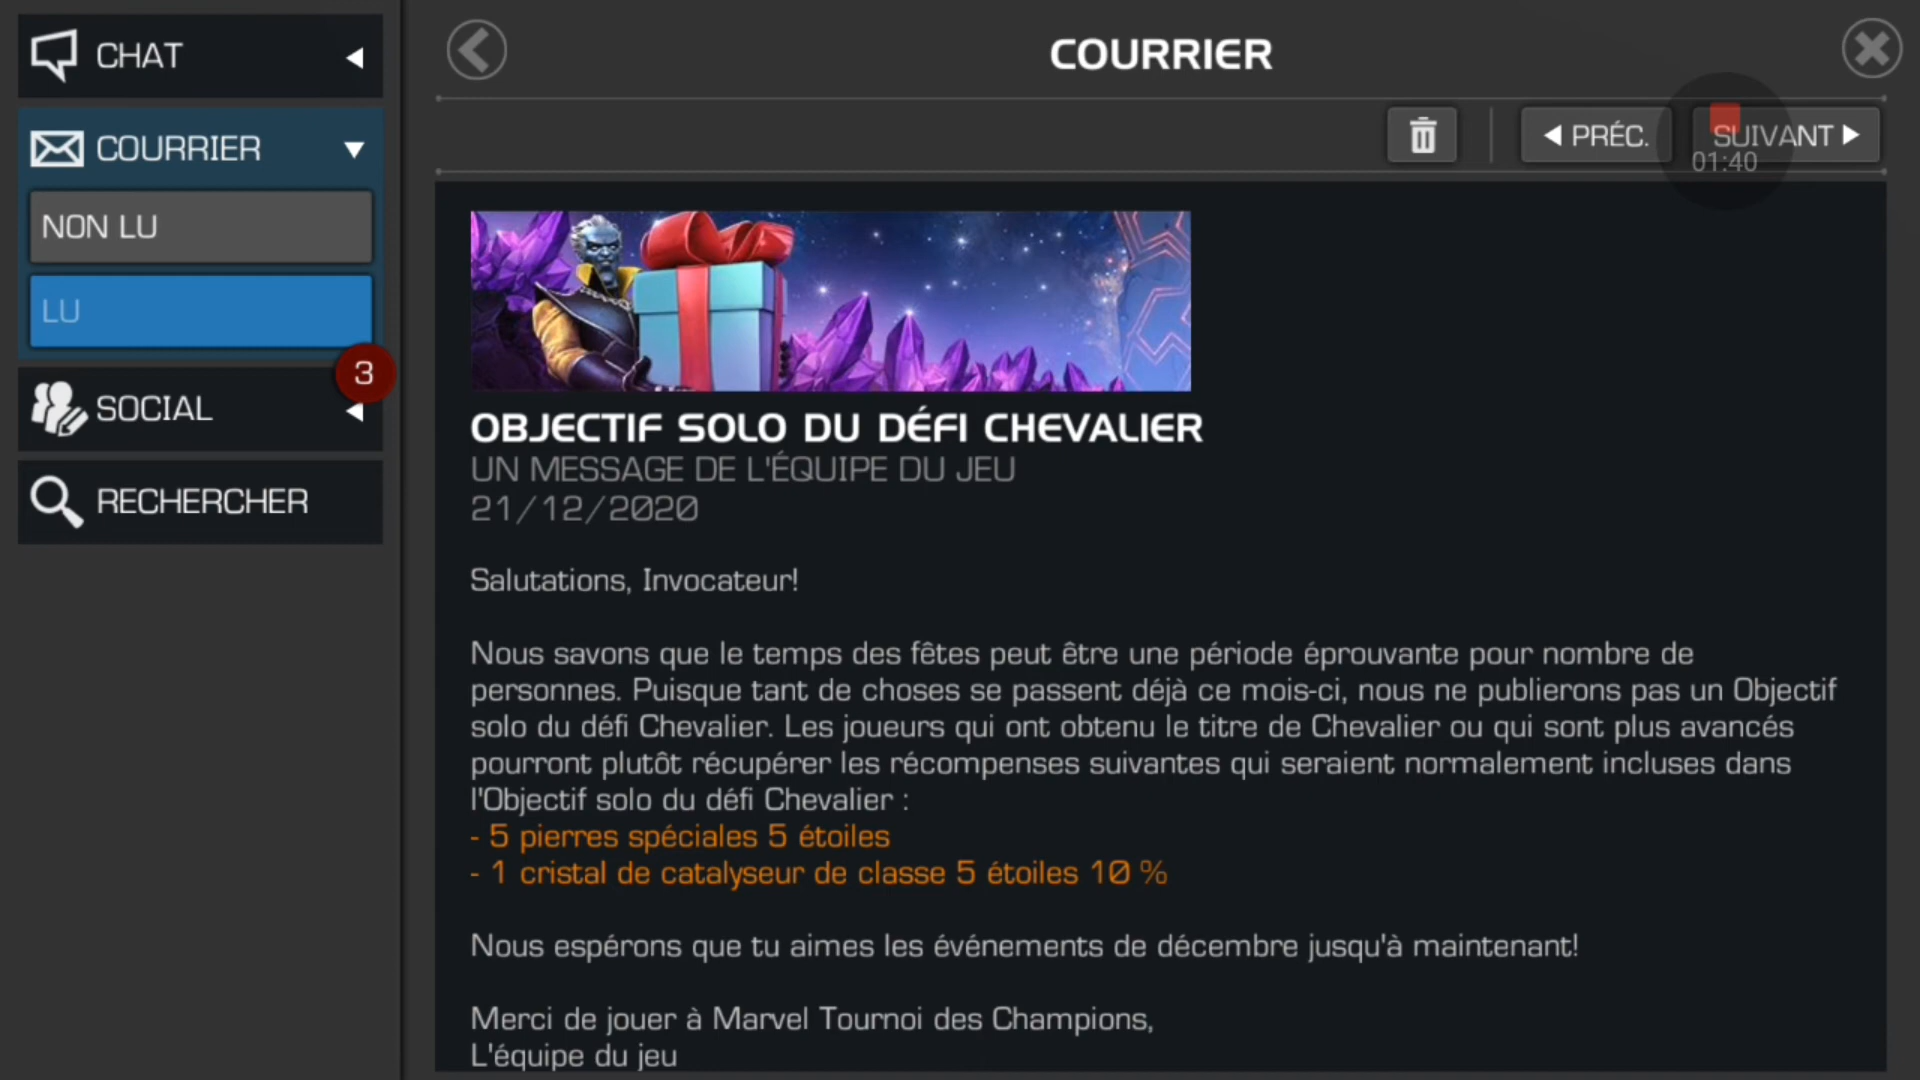 CHAT
COURRIER
NON LU
LU
3
SOCIAL
RECHERCHER
COURRIER
PRÉC.
SUIVANT
01:40
OBJECTIF SOLO DU DÉFI CHEVALIER
UN MESSAGE DE L'ÉQUIPE DU JEU
21/12/2020
Salutations, Invocateur!
Nous savons que le temps des fêtes peut être une période éprouvante pour nombre de
personnes. Puisque tant de choses se passent déjà ce mois-ci, nous ne publierons pas un Objectif
solo du défi Chevalier. Les joueurs qui ont obtenu le titre de Chevalier ou qui sont plus avancés
pourront plutôt récupérer les récompenses suivantes qui seraient normalement incluses dans
l'Objectif solo du défi Chevalier :
- 5 pierres spéciales 5 étoiles
- 1 cristal de catalyseur de classe 5 étoiles 10 %
Nous espérons que tu aimes les événements de décembre jusqu'à maintenant!
Merci de jouer à Marvel Tournoi des Champions,
L'équipe du jeu